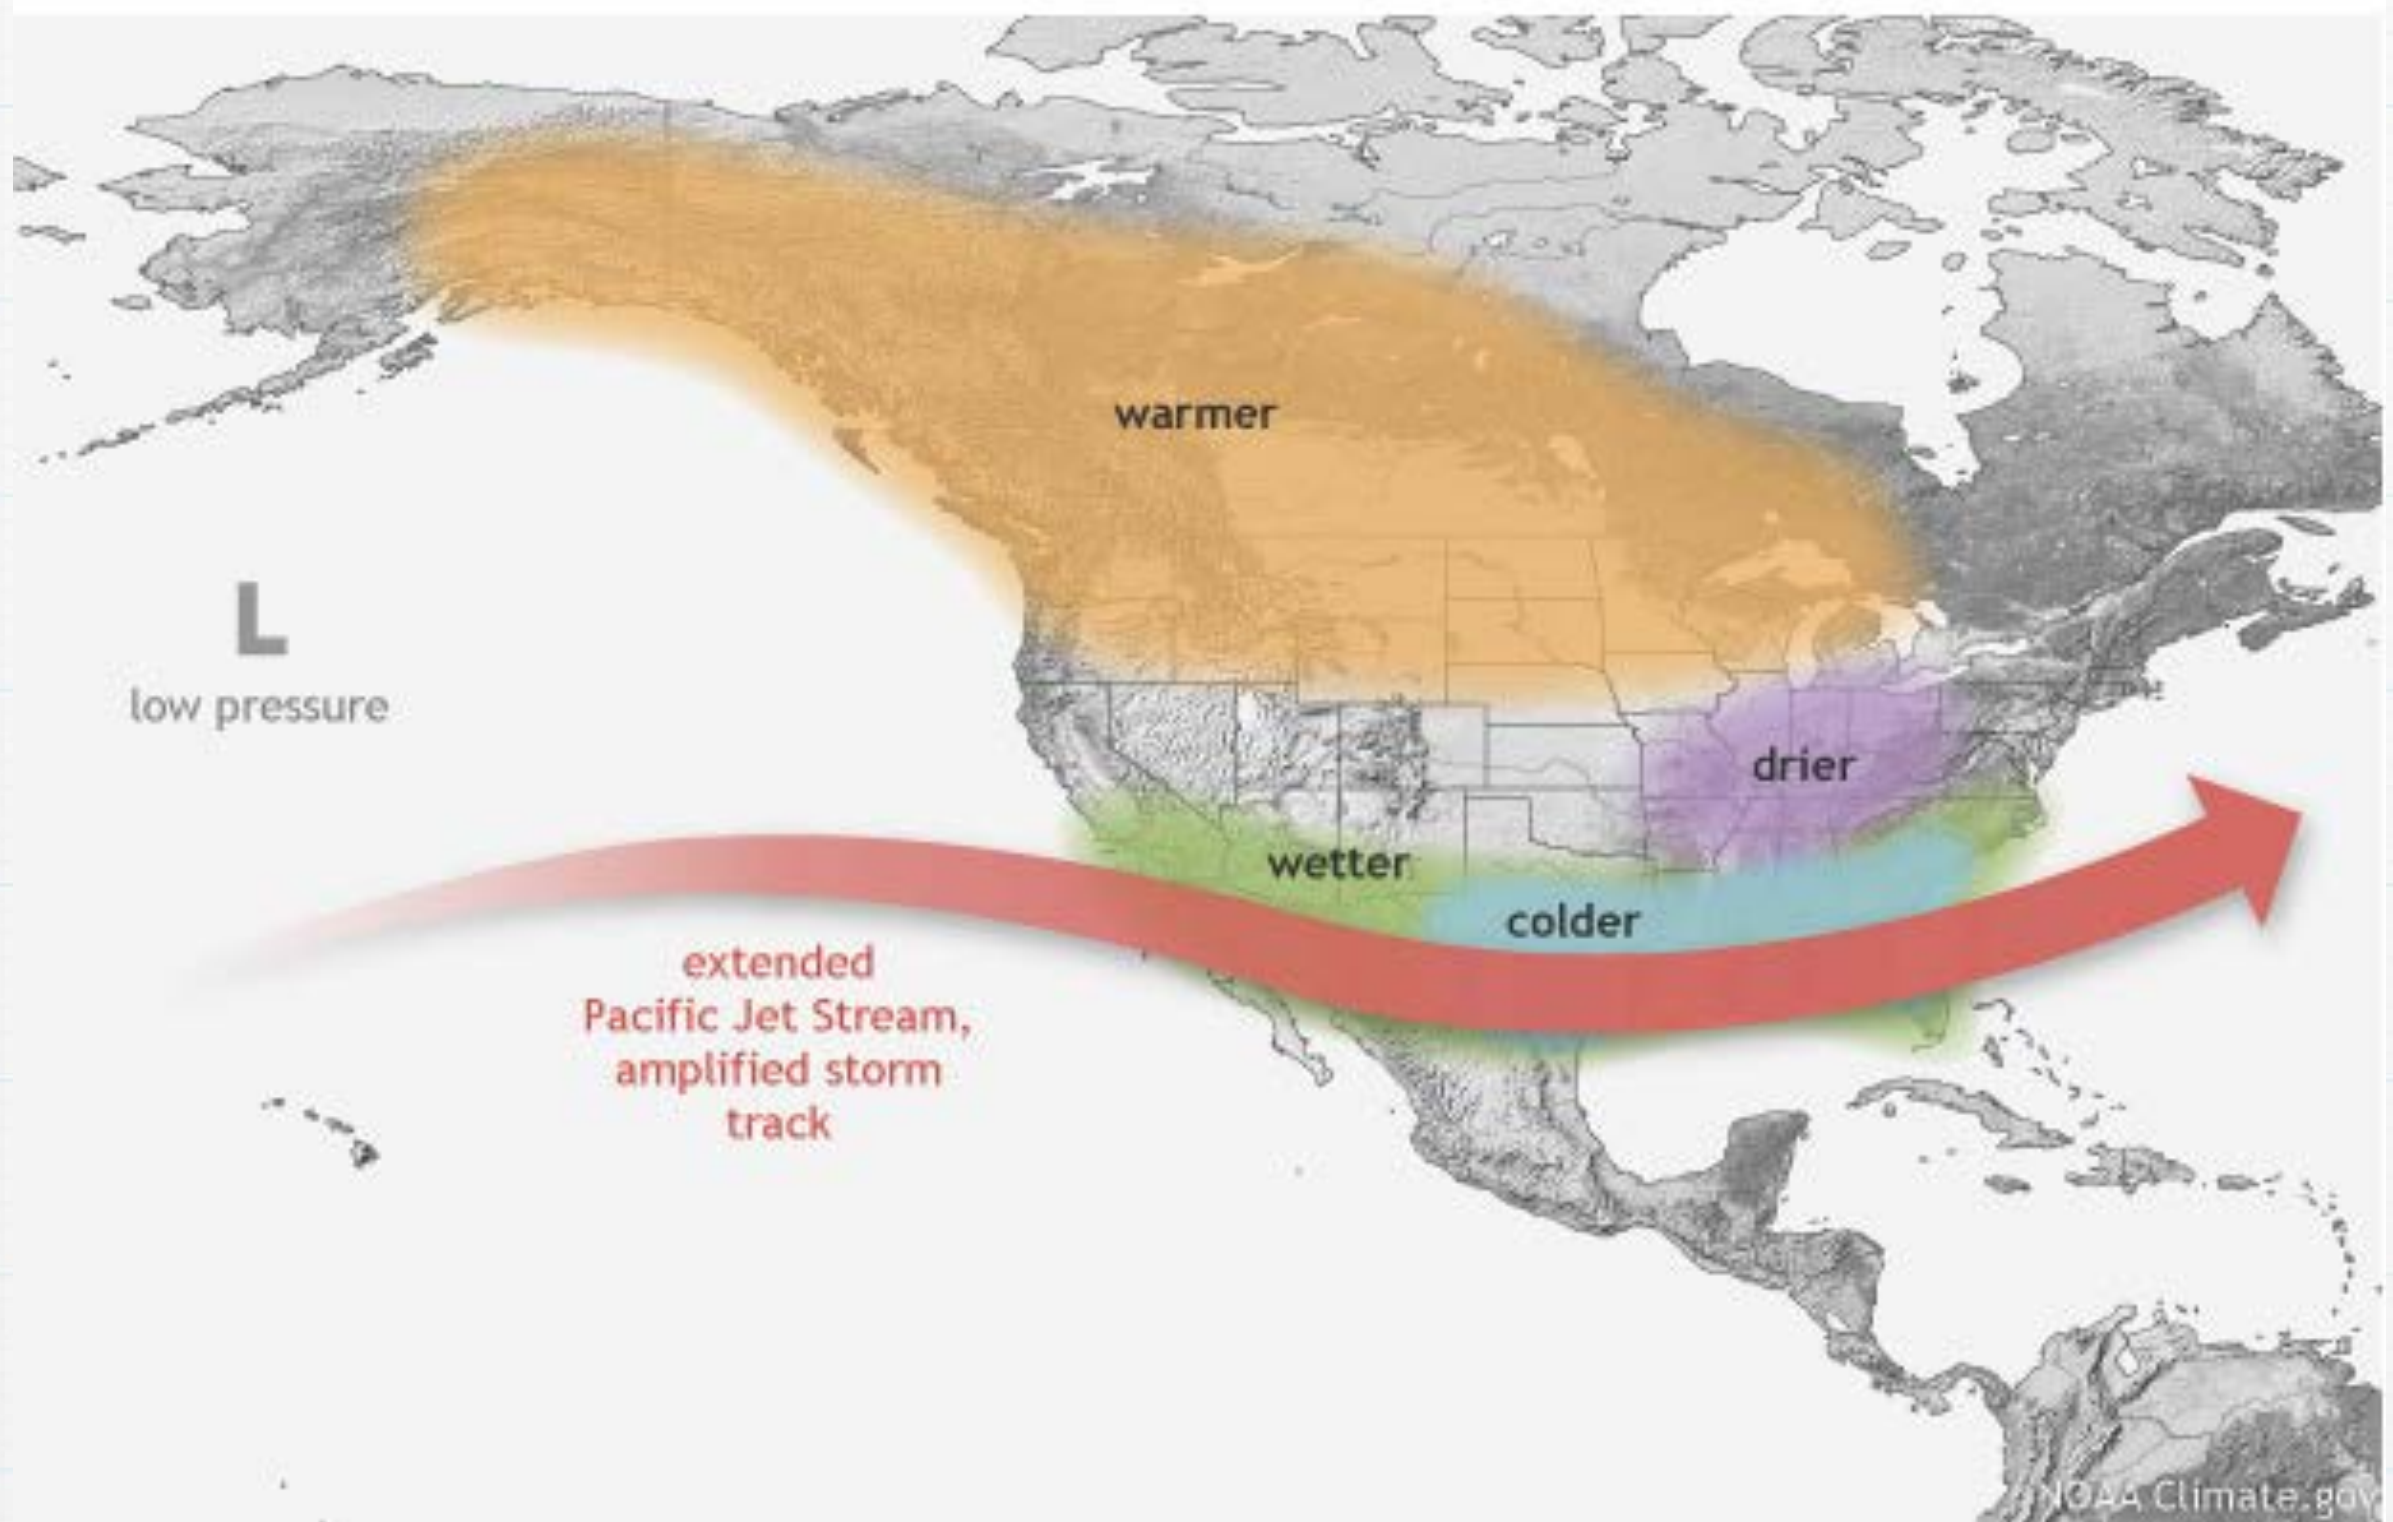 warmer
L
low pressure
drier
wetter
colder
extended
Pacific Jet Stream,
amplified storm
track
NOAA Climate.gov